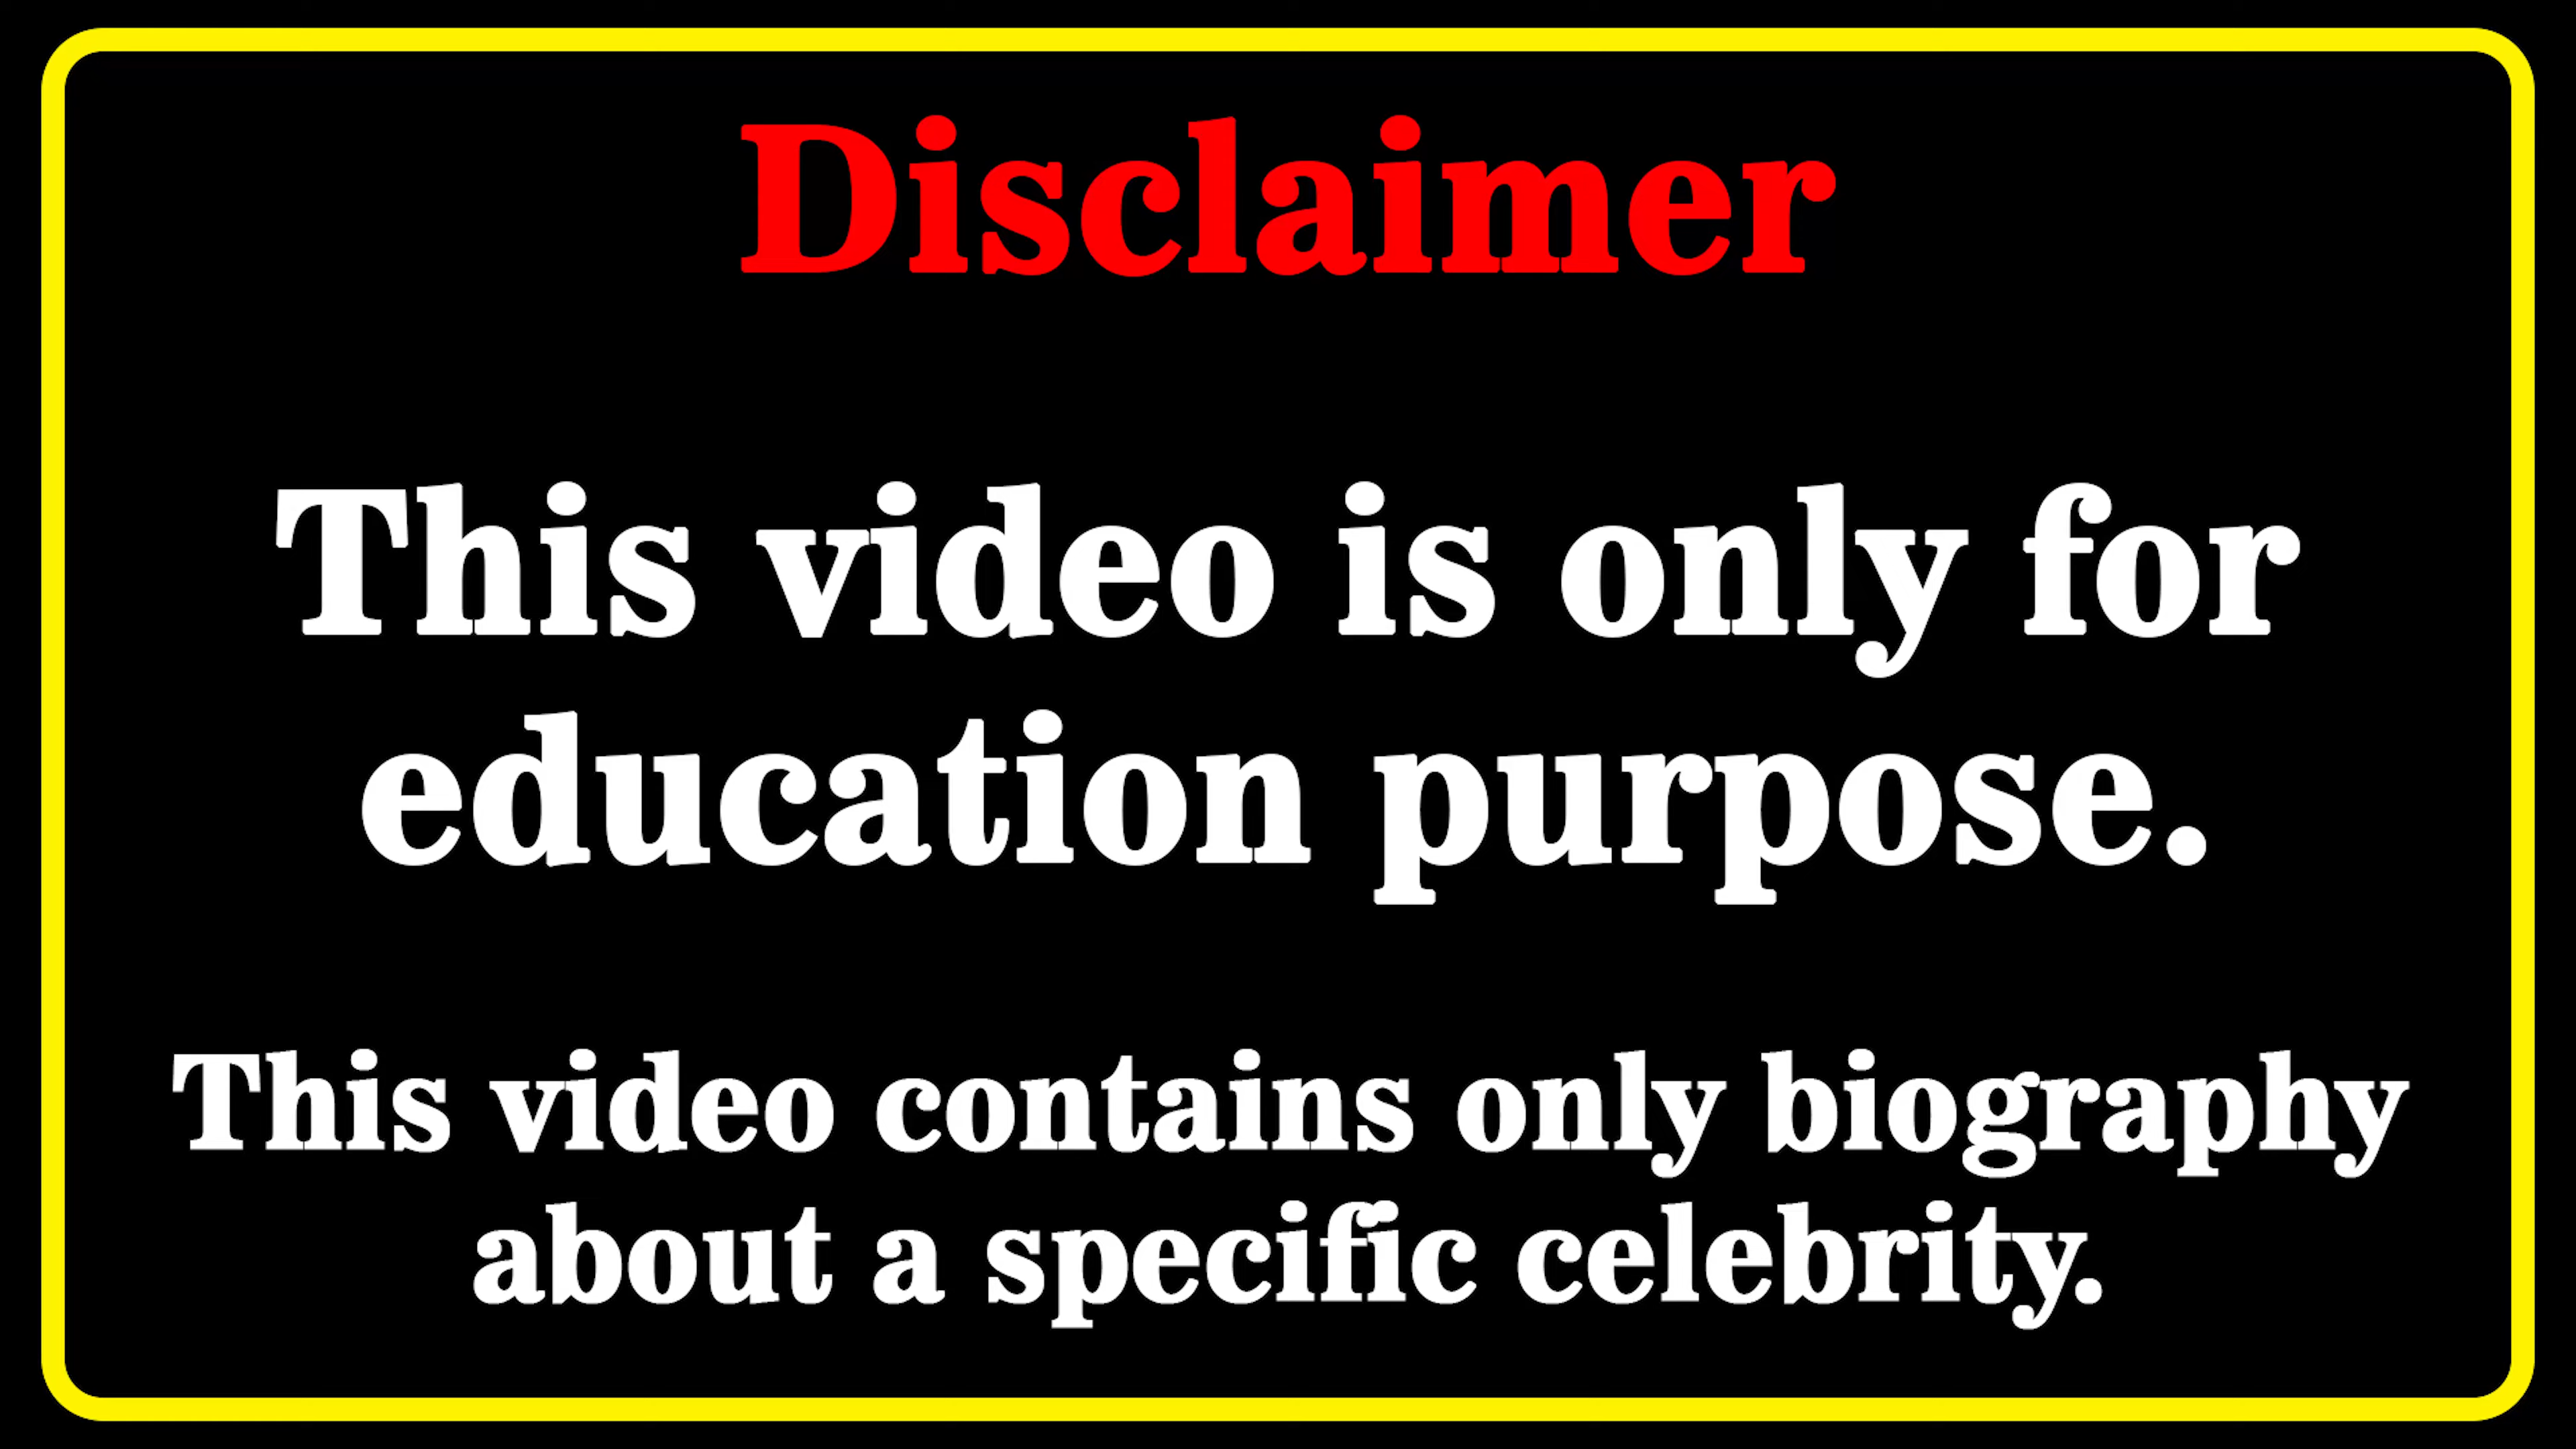 Disclaimer
This video is only for
education purpose.
This video contains only biography
about a specific celebrity.